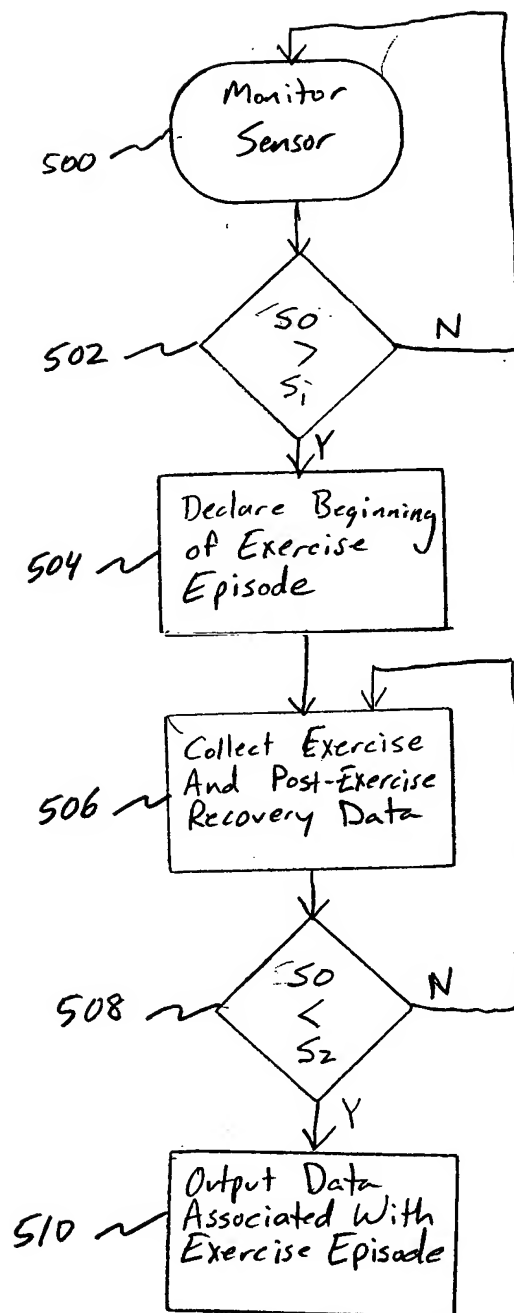 Monitor
Sensor
500
502
SO
>
S1
N
Y
504
Declare Beginning
of Exercise
Episode
506
Collect Exercise
And Post-Exercise
Recovery Data
508
SO
<
S2
N
Y
510
Output Data
Associated With
Exercise Episode